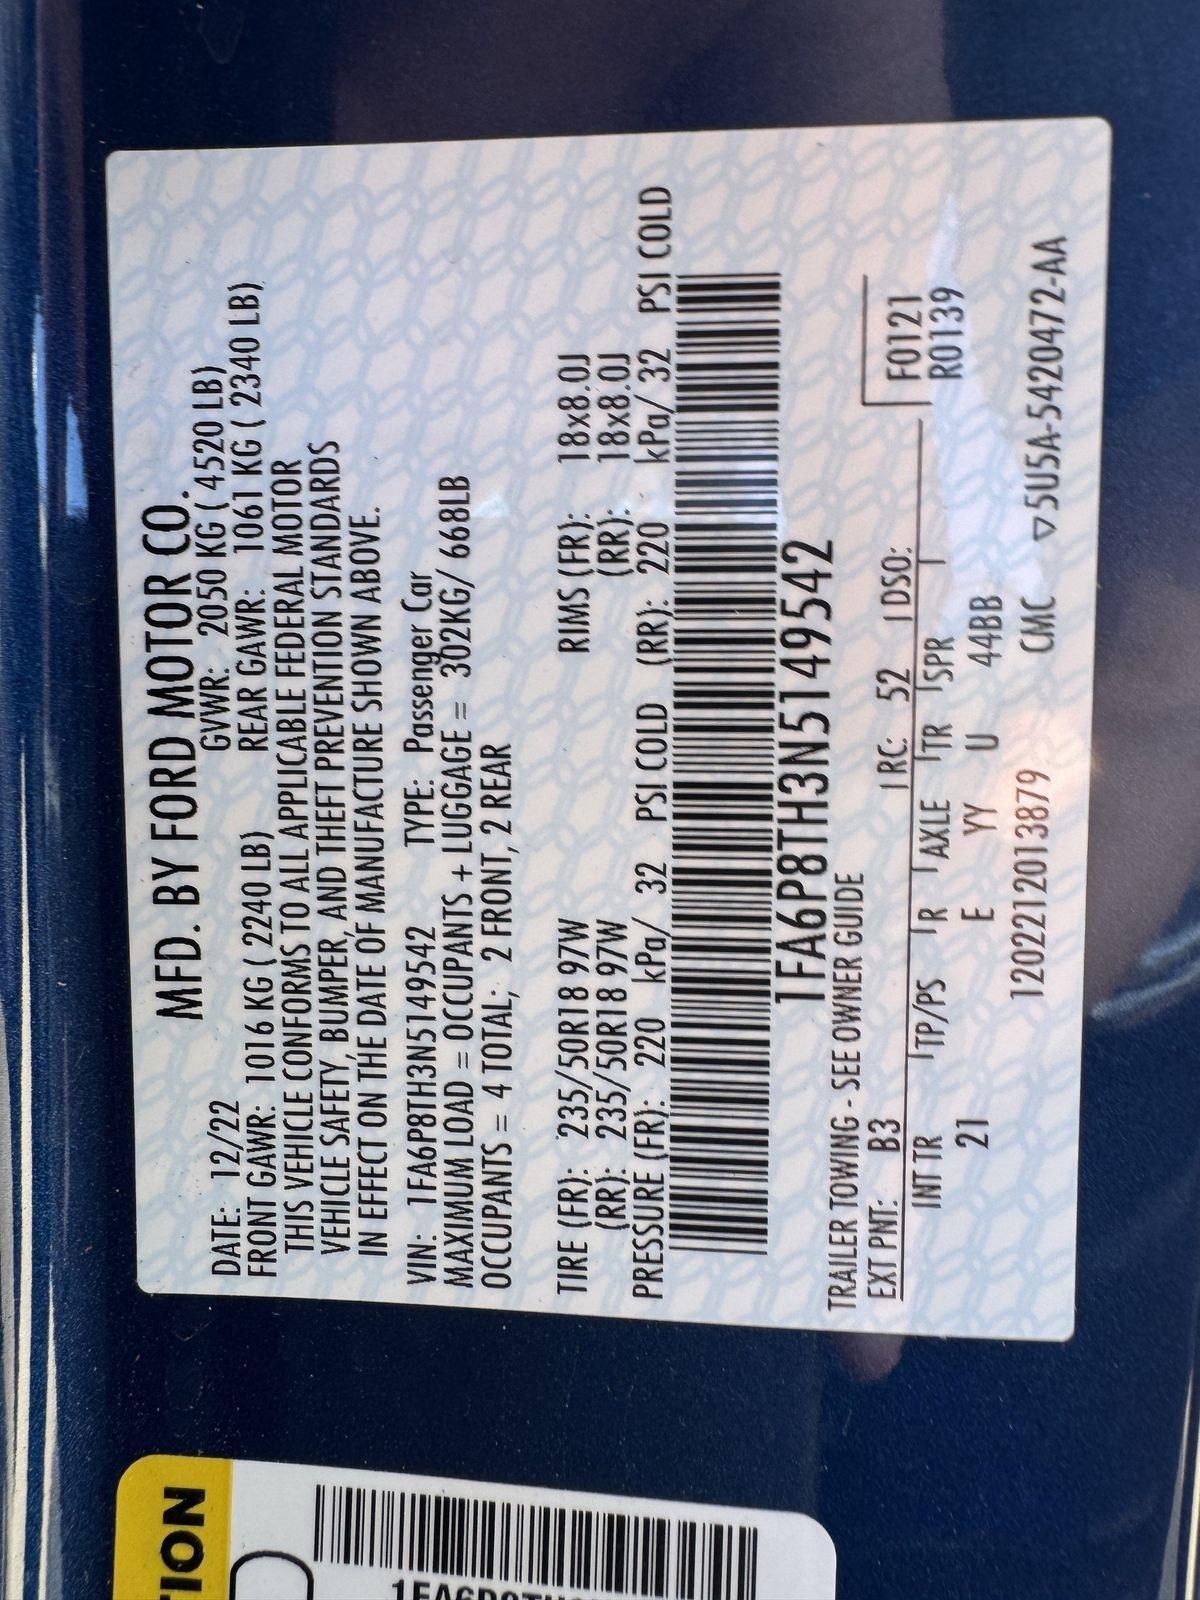 MFD. BY FORD MOTOR CO.
DATE: 12/22 GVWR: 2050 KG ( 4520 LB)
FRONT GAWR: 1016 KG ( 2240 LB) REAR GAWR: 1061 KG ( 2340 LB)
THIS VEHICLE CONFORMS TO ALL APPLICABLE FEDERAL MOTOR
VEHICLE SAFETY, BUMPER, AND THEFT PREVENTION STANDARDS
IN EFFECT ON THE DATE OF MANUFACTURE SHOWN ABOVE.
VIN: 1FA6P8TH3N5149542 TYPE: Passenger Car
MAXIMUM LOAD = OCCUPANTS + LUGGAGE = 302KG/ 668LB
OCCUPANTS = 4 TOTAL; 2 FRONT, 2 REAR
TIRE (FR): 235/50R18 97W RIMS (FR): 18x8.0J
(RR): 235/50R18 97W (RR): 18x8.0J
PRESSURE (FR): 220 kPa/ 32 PSI COLD (RR): 220 kPa/ 32 PSI COLD
1FA6P8TH3N5149542
TRAILER TOWING - SEE OWNER GUIDE
EXT PNT: B3 RC: 52 DSO: F0121
INT TR TP/PS R AXLE TR SPR R0139
21 E YY U 44BB
120221201387９ CMC ▽5U5A-5420472-AA
TION